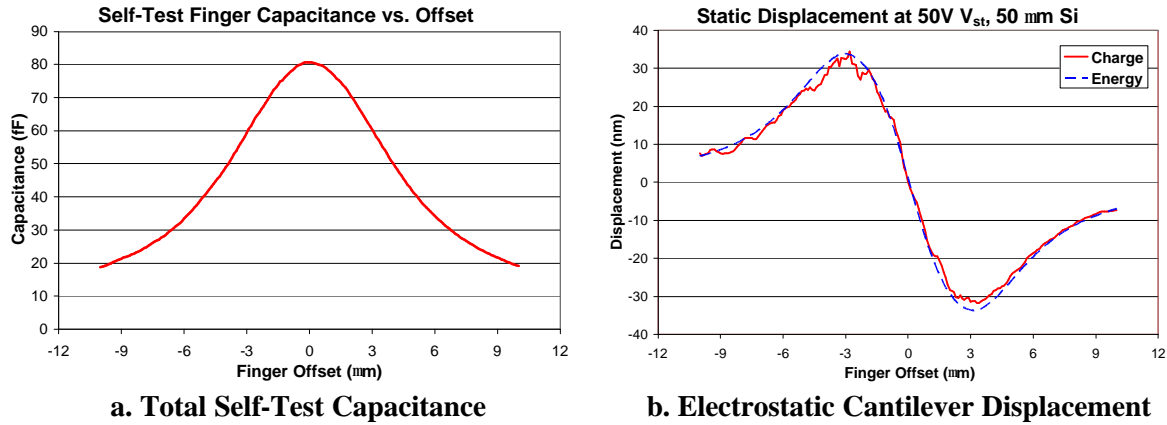 Self-Test Finger Capacitance vs. Offset
90
80
70
60
50
40
30
20
10
0
Capacitance (fF)
-12 -9 -6 -3 0 3 6 9 12
Finger Offset (mm)
a. Total Self-Test Capacitance
Static Displacement at 50V Vst, 50 mm Si
40
30
20
10
0
-10
-20
-30
-40
Displacement (nm)
Charge
Energy
-12 -9 -6 -3 0 3 6 9 12
Finger Offset (mm)
b. Electrostatic Cantilever Displacement